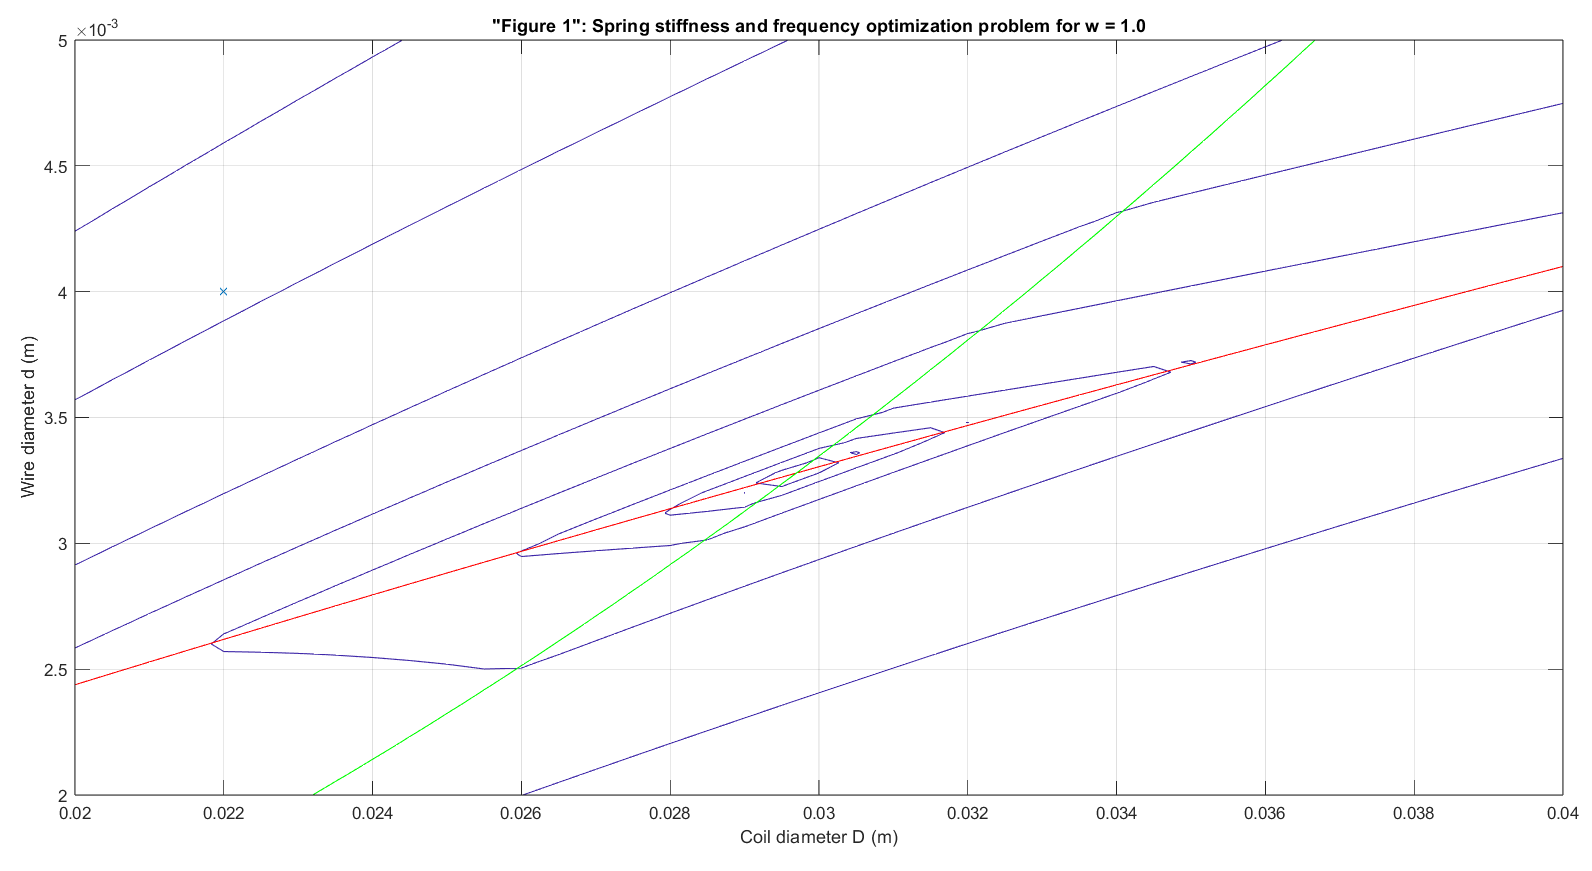 "Figure 1": Spring stiffness and frequency optimization problem for w = 1.0
×10⁻³
5
4.5
4
3.5
3
2.5
2
Wire diameter d (m)
0.02 0.022 0.024 0.026 0.028 0.03 0.032 0.034 0.036 0.038 0.04
Coil diameter D (m)